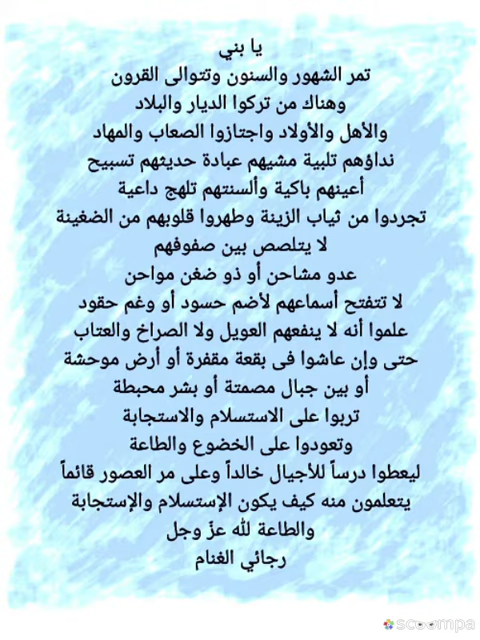 يا بني
تمر الشهور والسنون وتتوالى القرون
وهناك من تركوا الديار والبلاد
والأهل والأولاد واجتازوا الصعاب والمهاد
نداؤهم تلبية مشيهم عبادة حديثهم تسبيح
أعينهم باكية وألسنتهم تلهج داعية
تجردوا من ثياب الزينة وطهروا قلوبهم من الضغينة
لا يتلصص بين صفوفهم
عدو مشاحن أو ذو ضغن مواحن
لا تتفتح أسماعهم لأضم حسود أو وغم حقود
علموا أنه لا ينفعهم العويل ولا الصراخ والعتاب
حتى وإن عاشوا فى بقعة مقفرة أو أرض موحشة
أو بين جبال مصمتة أو بشر محبطة
تربوا على الاستسلام والاستجابة
وتعودوا على الخضوع والطاعة
ليعطوا درساً للأجيال خالداً وعلى مر العصور قائماً
يتعلمون منه كيف يكون الإستسلام والإستجابة
والطاعة لله عزّ وجل
رجائي الغنام
scoompa